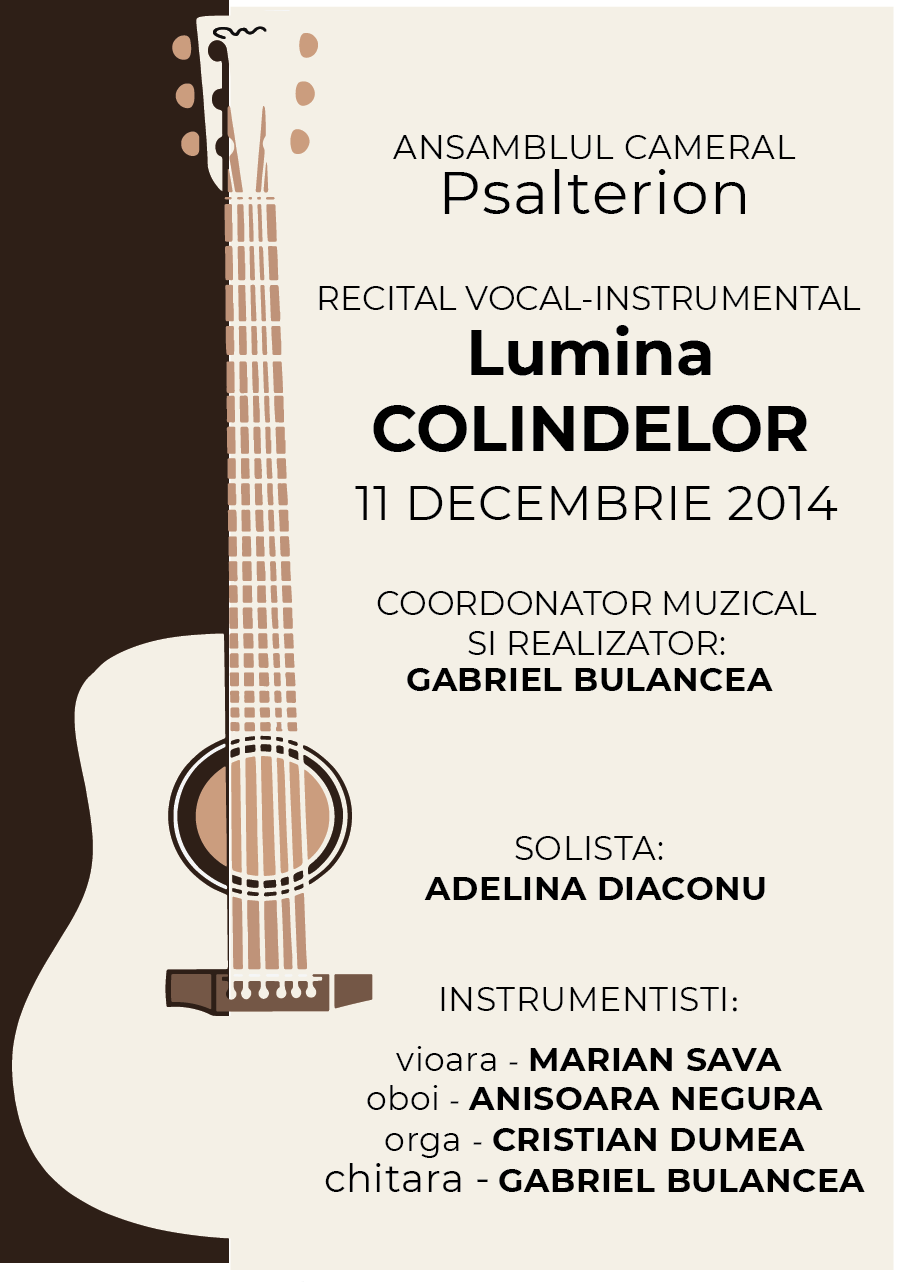 ANSAMBLUL CAMERAL
Psalterion
RECITAL VOCAL-INSTRUMENTAL
Lumina
COLINDELOR
11 DECEMBRIE 2014
COORDONATOR MUZICAL
SI REALIZATOR:
GABRIEL BULANCEA
SOLISTA:
ADELINA DIACONU
INSTRUMENTISTI:
vioara - MARIAN SAVA
oboi - ANISOARA NEGURA
orga - CRISTIAN DUMEA
chitara - GABRIEL BULANCEA